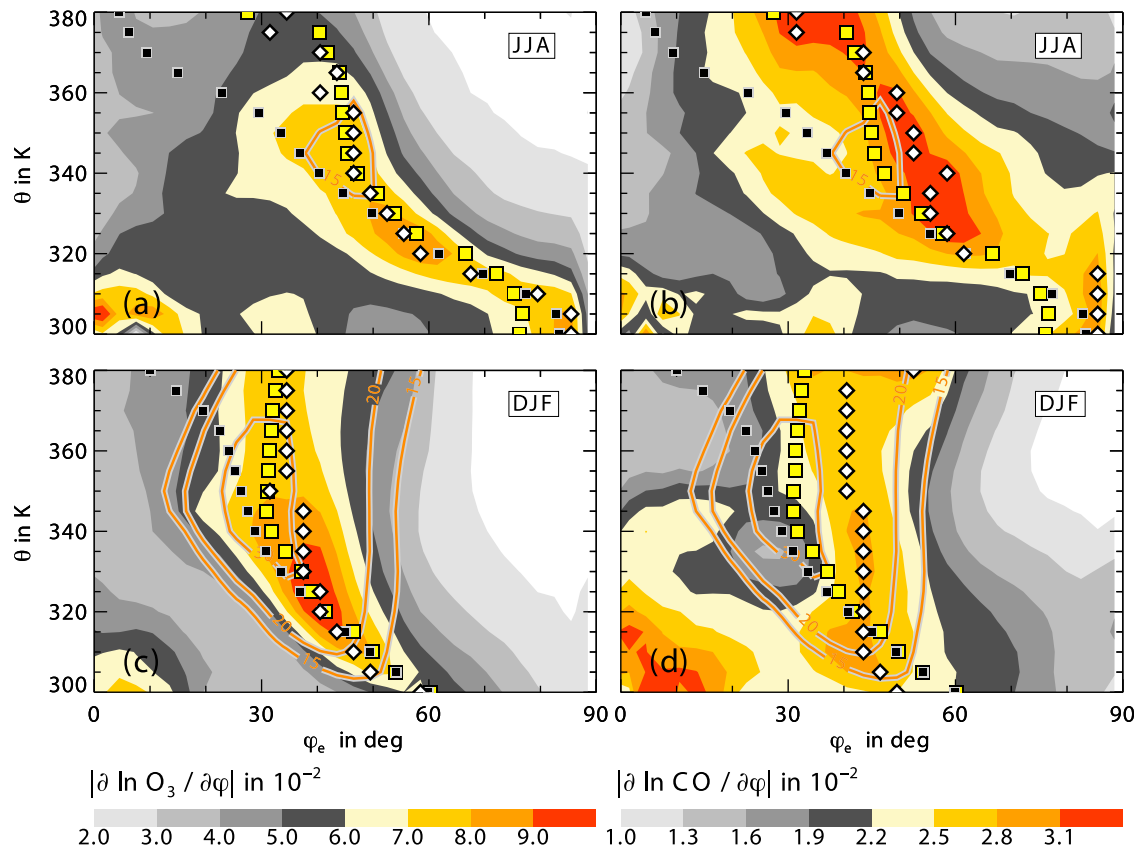 380
360
340
320
300
θ in K
JJA
15
(a)
JJA
15
(b)
380
360
340
320
300
θ in K
DJF
20
15
20
15
(c)
DJF
20
15
20
(d)
0 30 60 90
0 30 60 90
φe in deg
φe in deg
|∂ ln O3 / ∂φ| in 10⁻²
|∂ ln CO / ∂φ| in 10⁻²
2.0 3.0 4.0 5.0 6.0 7.0 8.0 9.0
1.0 1.3 1.6 1.9 2.2 2.5 2.8 3.1